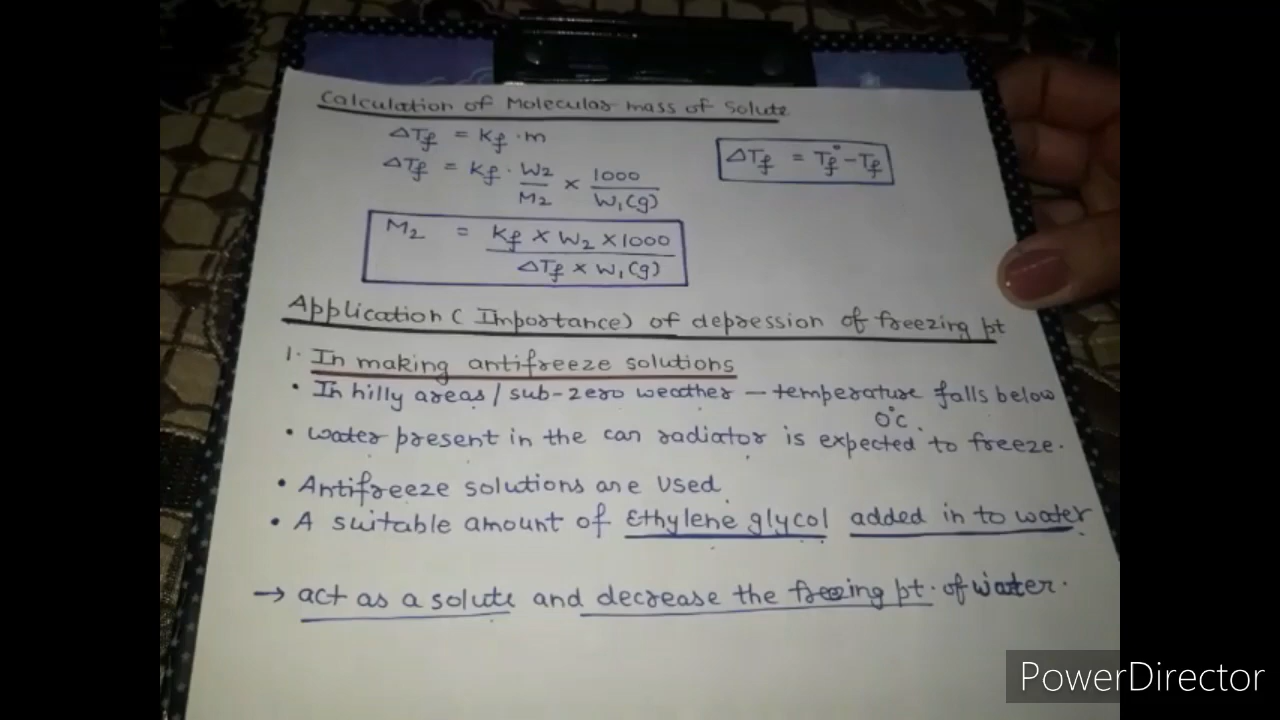 Calculation of Molecular mass of Solute
ΔTf = Kf · m
ΔTf = Kf · W2/M2 × 1000/W1(g)
ΔTf = Tf° - Tf
M2 = Kf × W2 × 1000 / ΔTf × W1(g)
Application ( Importance) of depression of freezing pt
1. In making antifreeze solutions
• In hilly areas / sub-zero weather — temperature falls below
0°c.
• water present in the car radiator is expected to freeze.
• Antifreeze solutions are used
• A suitable amount of Ethylene glycol added in to water
→ act as a solute and decrease the freezing pt. of water.
PowerDirector